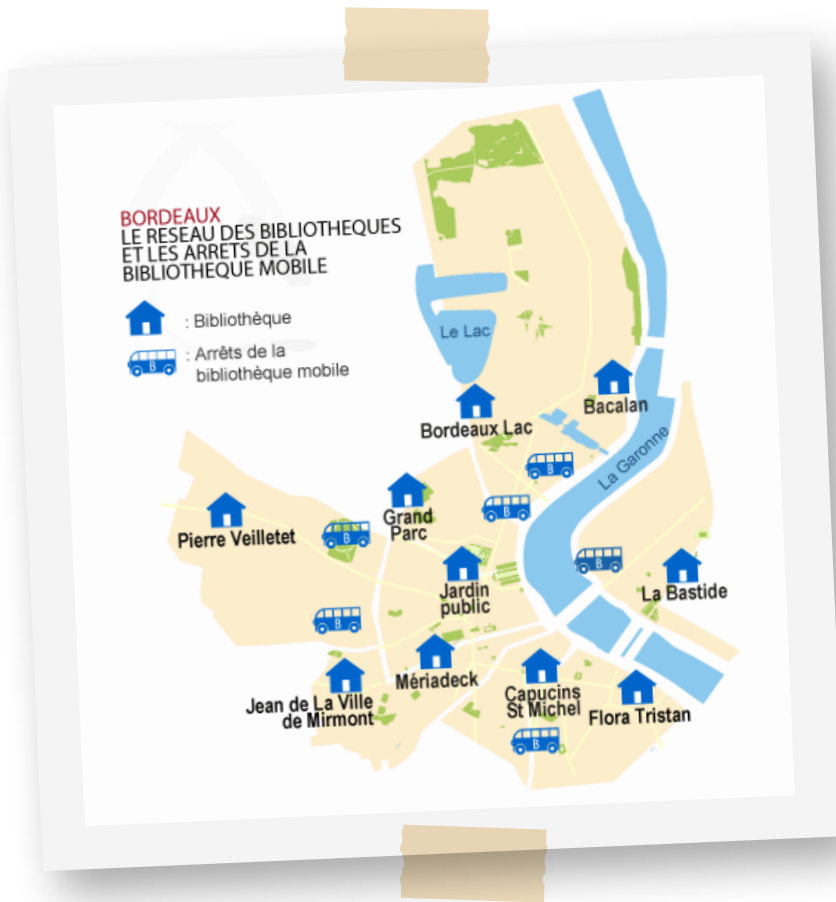 BORDEAUX
LE RESEAU DES BIBLIOTHEQUES
ET LES ARRETS DE LA
BIBLIOTHEQUE MOBILE
: Bibliothèque
B
: Arrêts de la
bibliothèque mobile
Le Lac
Bacalan
Bordeaux Lac
La Garonne
B
B
Grand
Parc
Pierre Veilletet
B
B
Jardin
public
La Bastide
B
Mériadeck
Capucins
St Michel
Jean de La Ville
de Mirmont
Flora Tristan
B